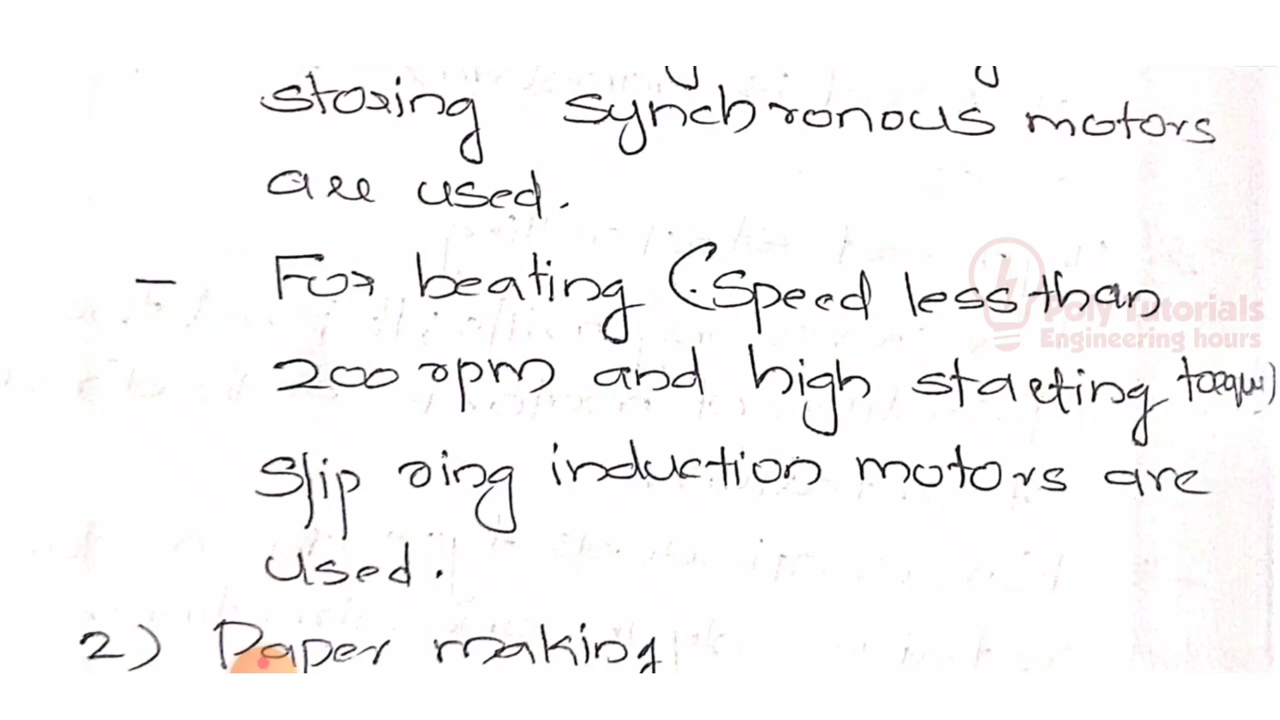 storing synchronous motors
are used.
- For beating (Speed less than
200 rpm and high starting torque)
Slip ring induction motors are
used.
2) Paper making
Poly Tutorials
Engineering hours